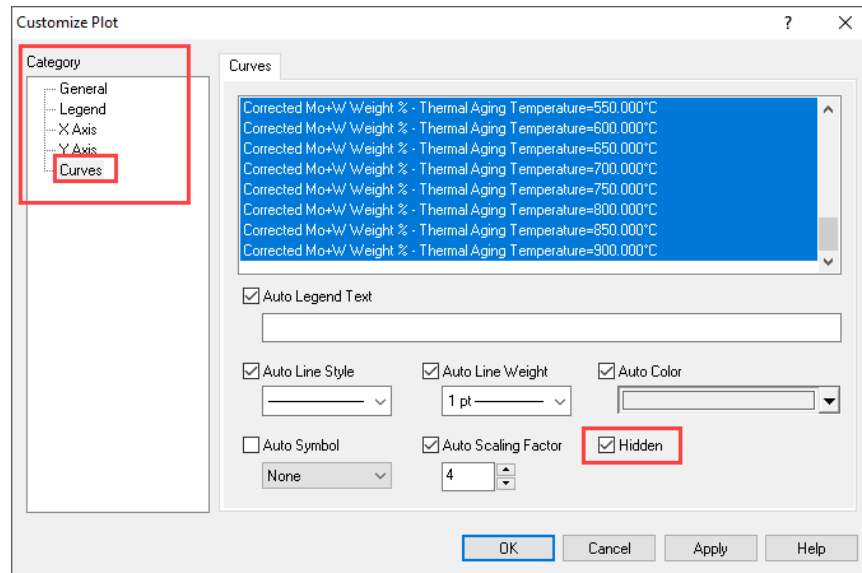 Customize Plot
?
Category
General
Legend
X Axis
Y Axis
Curves
Curves
Corrected Mo+W Weight % - Thermal Aging Temperature=550.000°C
Corrected Mo+W Weight % - Thermal Aging Temperature=600.000°C
Corrected Mo+W Weight % - Thermal Aging Temperature=650.000°C
Corrected Mo+W Weight % - Thermal Aging Temperature=700.000°C
Corrected Mo+W Weight % - Thermal Aging Temperature=750.000°C
Corrected Mo+W Weight % - Thermal Aging Temperature=800.000°C
Corrected Mo+W Weight % - Thermal Aging Temperature=850.000°C
Corrected Mo+W Weight % - Thermal Aging Temperature=900.000°C
Auto Legend Text
Auto Line Style
Auto Line Weight
Auto Color
1 pt
Auto Symbol
Auto Scaling Factor
Hidden
None
4
OK
Cancel
Apply
Help